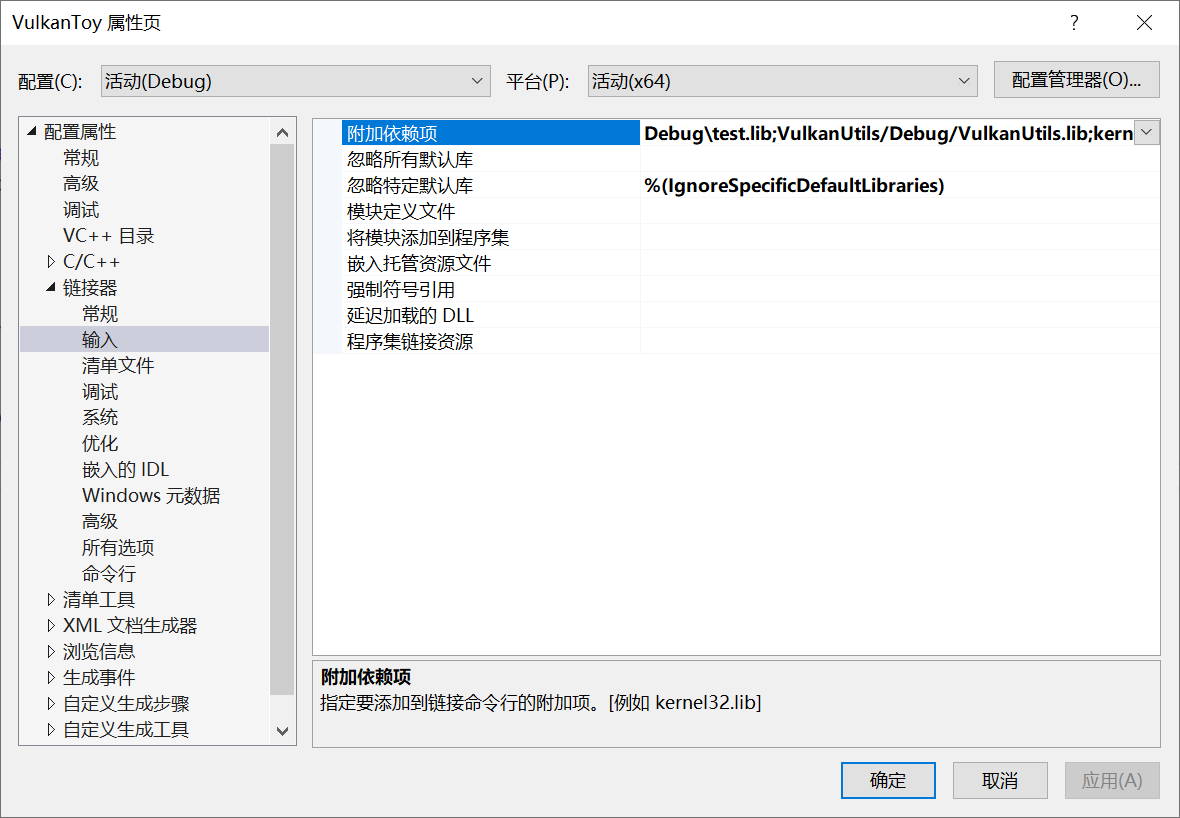 VulkanToy 属性页
?
配置(C): 活动(Debug) 平台(P): 活动(x64) 配置管理器(O)...
配置属性
常规
高级
调试
VC++ 目录
C/C++
链接器
常规
输入
清单文件
调试
系统
优化
嵌入的 IDL
Windows 元数据
高级
所有选项
命令行
清单工具
XML 文档生成器
浏览信息
生成事件
自定义生成步骤
自定义生成工具
附加依赖项 Debug\test.lib;VulkanUtils/Debug/VulkanUtils.lib;kern
忽略所有默认库
忽略特定默认库 %(IgnoreSpecificDefaultLibraries)
模块定义文件
将模块添加到程序集
嵌入托管资源文件
强制符号引用
延迟加载的 DLL
程序集链接资源
附加依赖项
指定要添加到链接命令行的附加项。[例如 kernel32.lib]
确定 取消 应用(A)